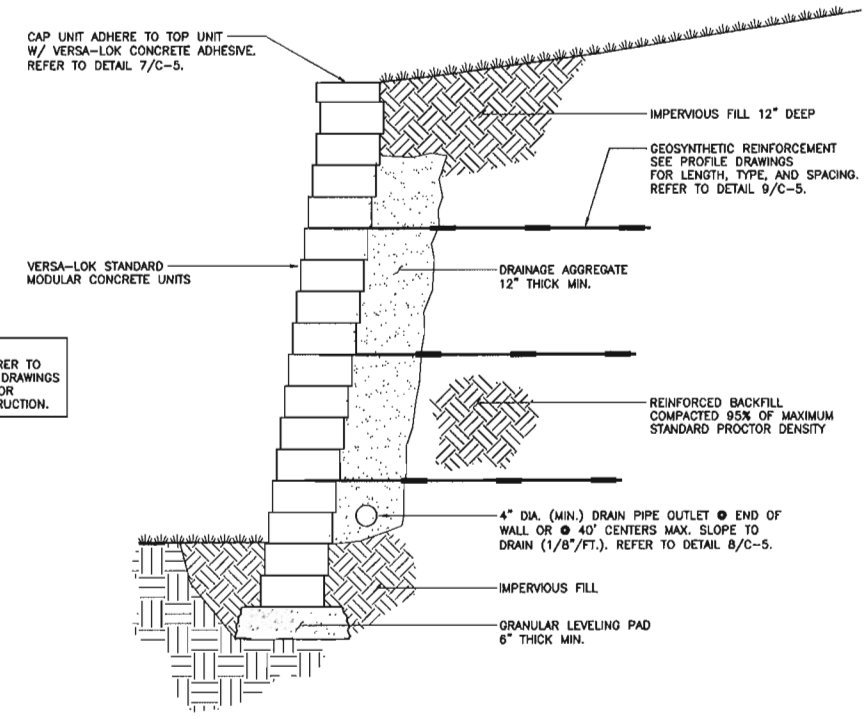 CAP UNIT ADHERE TO TOP UNIT
W/ VERSA-LOK CONCRETE ADHESIVE.
REFER TO DETAIL 7/C-5.
IMPERVIOUS FILL 12" DEEP
GEOSYNTHETIC REINFORCEMENT
SEE PROFILE DRAWINGS
FOR LENGTH, TYPE, AND SPACING.
REFER TO DETAIL 9/C-5.
VERSA-LOK STANDARD
MODULAR CONCRETE UNITS
DRAINAGE AGGREGATE
12" THICK MIN.
RER TO
DRAWINGS
OR
RUCTION.
REINFORCED BACKFILL
COMPACTED 95% OF MAXIMUM
STANDARD PROCTOR DENSITY
4" DIA. (MIN.) DRAIN PIPE OUTLET @ END OF
WALL OR @ 40' CENTERS MAX. SLOPE TO
DRAIN (1/8"/FT.). REFER TO DETAIL 8/C-5.
IMPERVIOUS FILL
GRANULAR LEVELING PAD
6" THICK MIN.